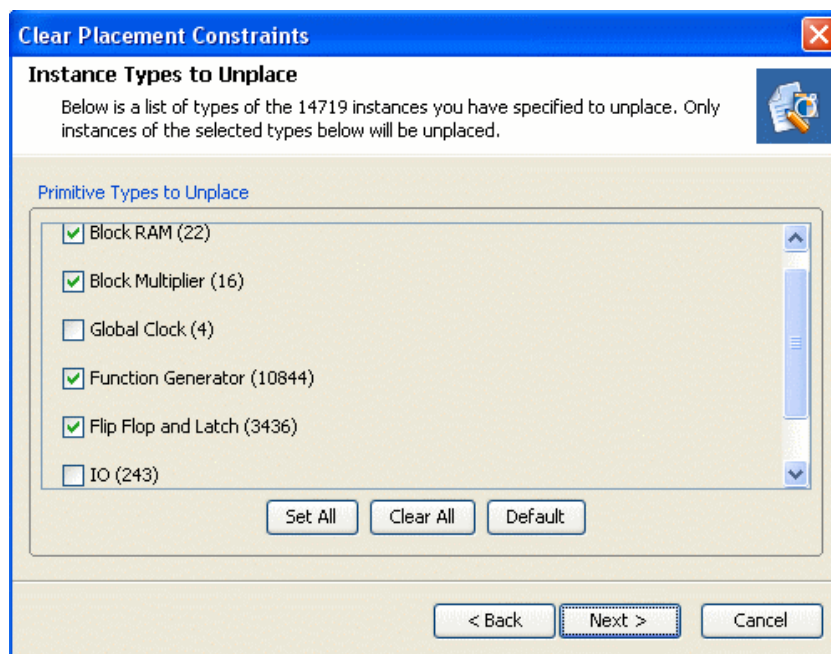 Clear Placement Constraints
Instance Types to Unplace
Below is a list of types of the 14719 instances you have specified to unplace. Only
instances of the selected types below will be unplaced.
Primitive Types to Unplace
Block RAM (22)
Block Multiplier (16)
Global Clock (4)
Function Generator (10844)
Flip Flop and Latch (3436)
IO (243)
Set All Clear All Default
< Back Next > Cancel